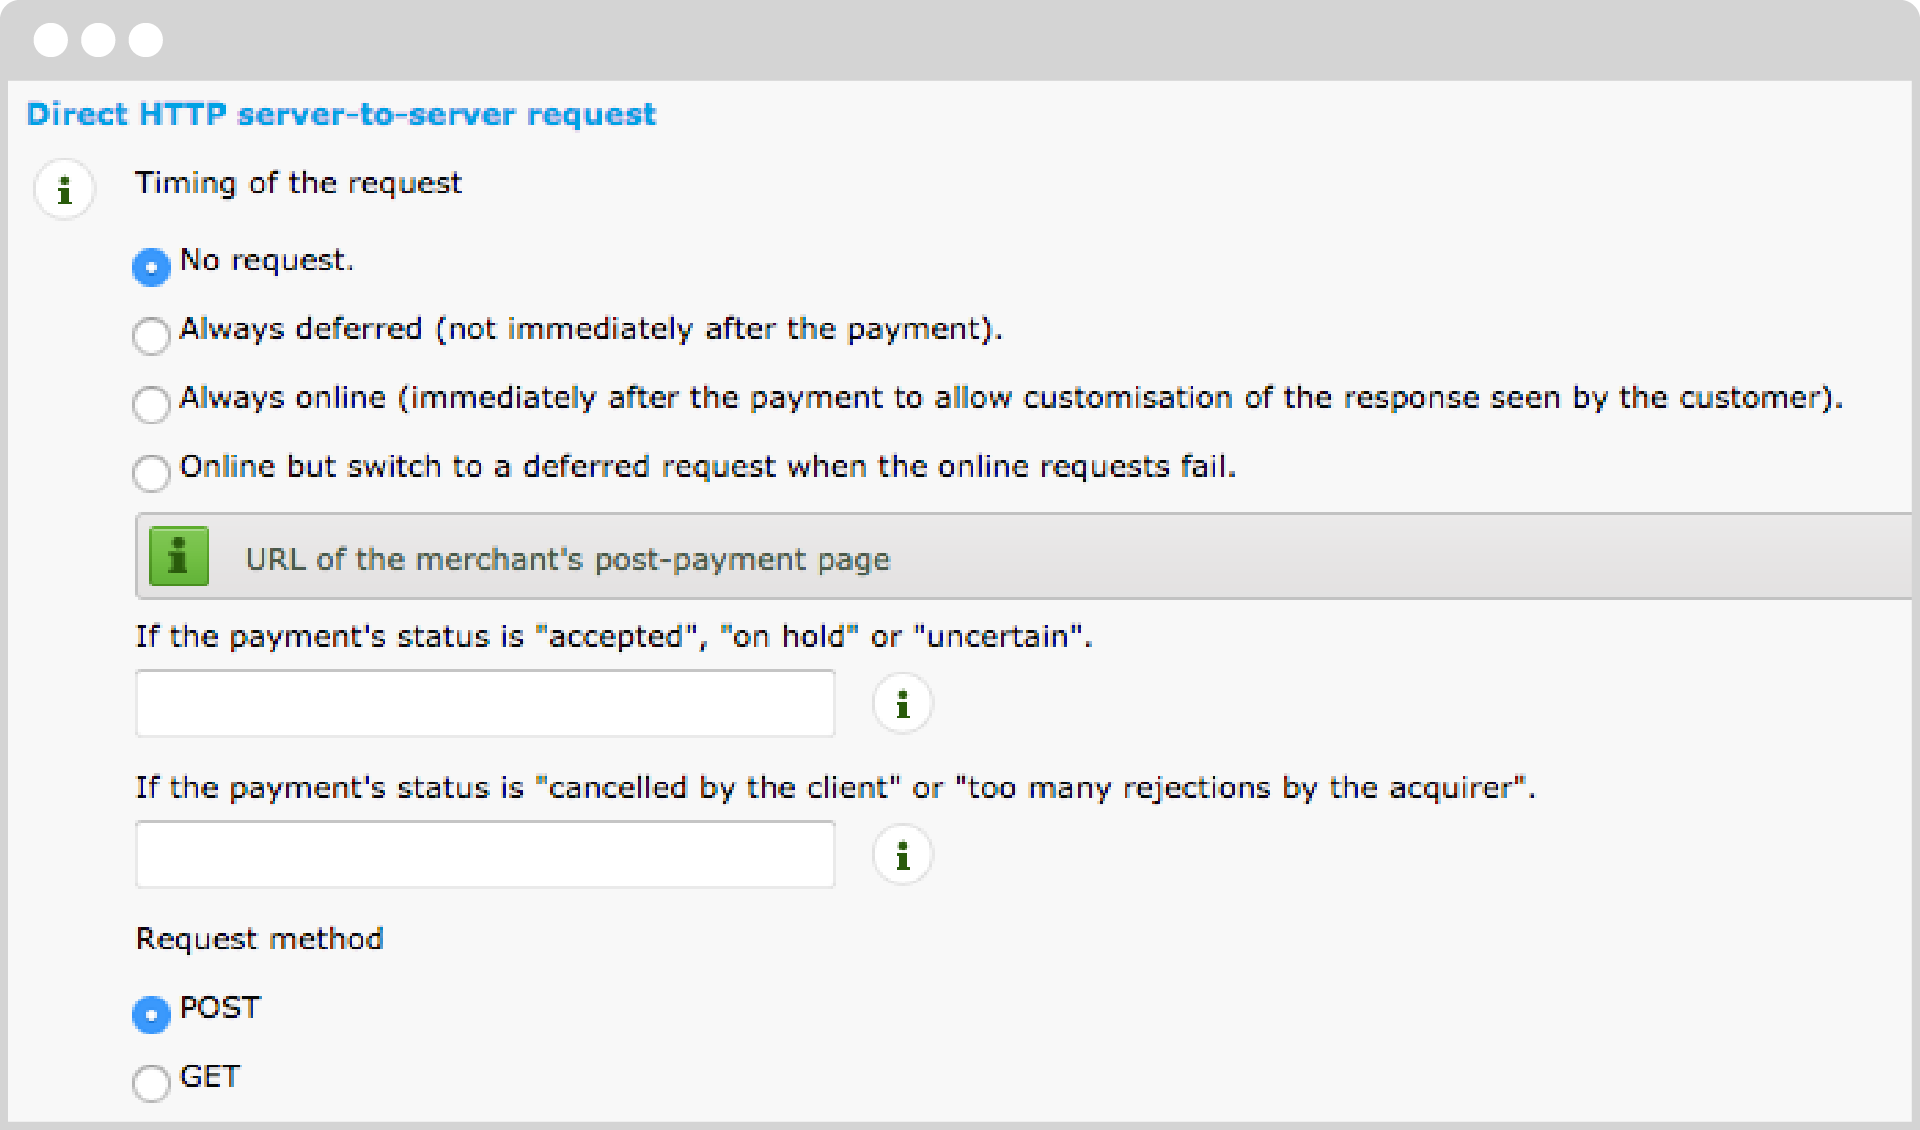 Direct HTTP server-to-server request
Timing of the request
No request.
Always deferred (not immediately after the payment).
Always online (immediately after the payment to allow customisation of the response seen by the customer).
Online but switch to a deferred request when the online requests fail.
URL of the merchant's post-payment page
If the payment's status is "accepted", "on hold" or "uncertain".
If the payment's status is "cancelled by the client" or "too many rejections by the acquirer".
Request method
POST
GET